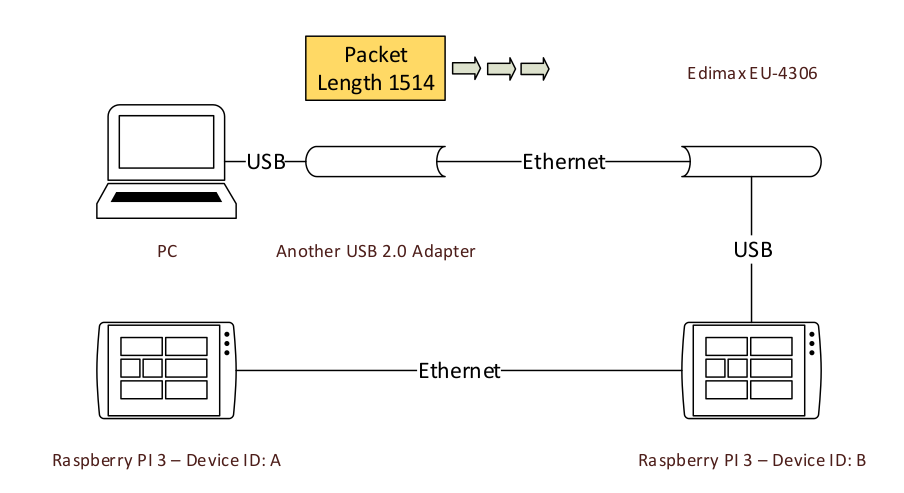 Packet
Length 1514
Edimax EU-4306
USB
Ethernet
PC
Another USB 2.0 Adapter
USB
Ethernet
Raspberry PI 3 – Device ID: A
Raspberry PI 3 – Device ID: B